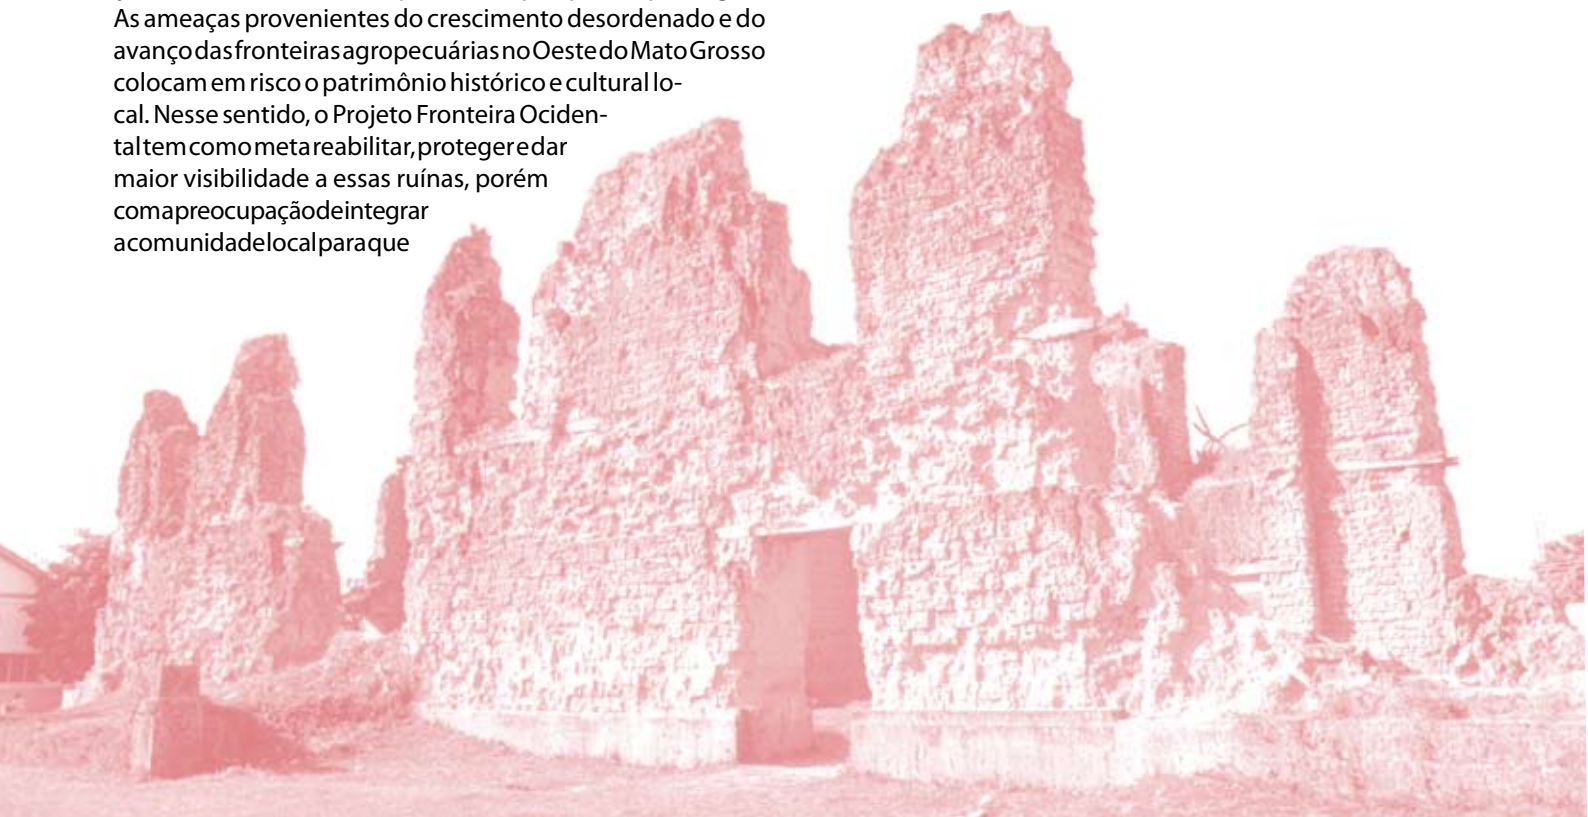 As ameaças provenientes do crescimento desordenado e do
avanço das fronteiras agropecuárias no Oeste do Mato Grosso
colocam em risco o patrimônio histórico e cultural lo-
cal. Nesse sentido, o Projeto Fronteira Ociden-
tal tem como meta reabilitar, proteger e dar
maior visibilidade a essas ruínas, porém
com a preocupação de integrar
a comunidade local para que